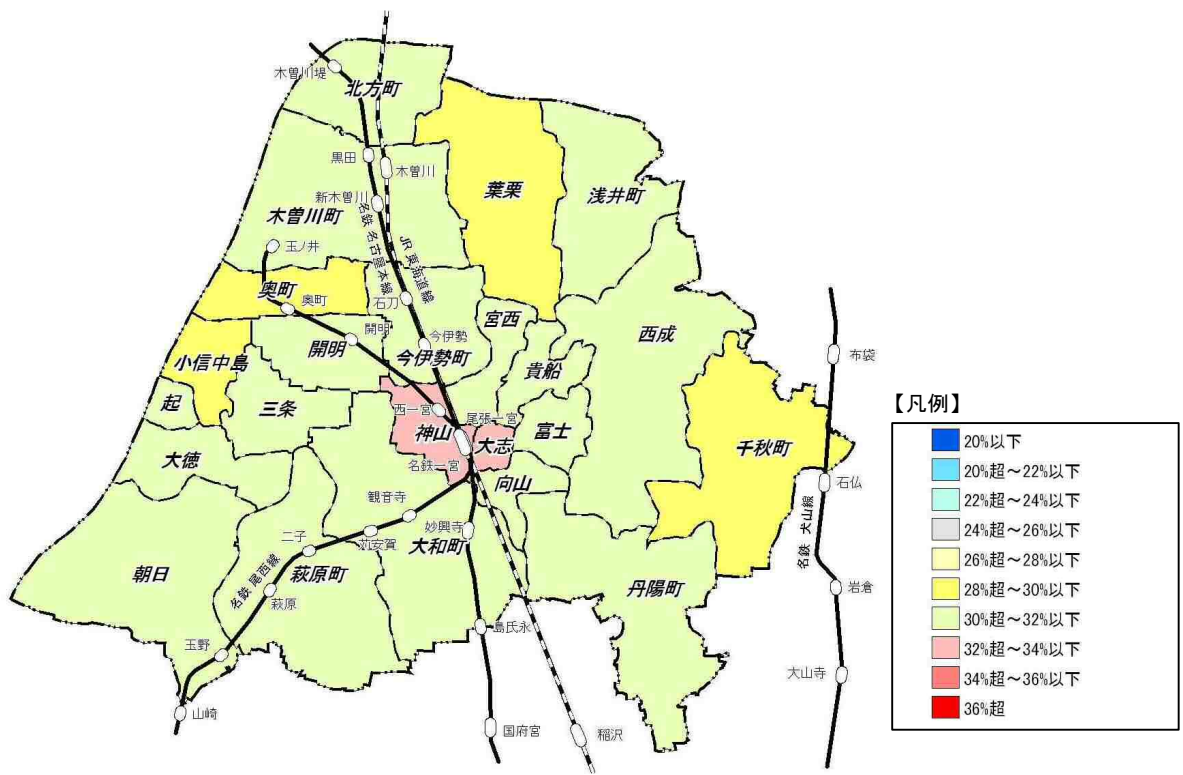 木曽川堤
北方町
黒田
木曽川
葉栗
浅井町
新木曽川
木曽川町
名鉄 名古屋本線
JR 東海道線
玉ノ井
奥町
奥町
石刀
宮西
西成
開明
今伊勢
布袋
小信中島
開明
今伊勢町
貴船
起
三条
西一宮
尾張一宮
富士
神山
大志
千秋町
大徳
名鉄一宮
向山
石仏
観音寺
妙興寺
二子
苅安賀
大和町
名鉄 犬山線
朝日
名鉄 尾西線
萩原町
丹陽町
岩倉
萩原
島氏永
玉野
大山寺
山崎
国府宮
稲沢
【凡例】
20%以下
20%超～22%以下
22%超～24%以下
24%超～26%以下
26%超～28%以下
28%超～30%以下
30%超～32%以下
32%超～34%以下
34%超～36%以下
36%超